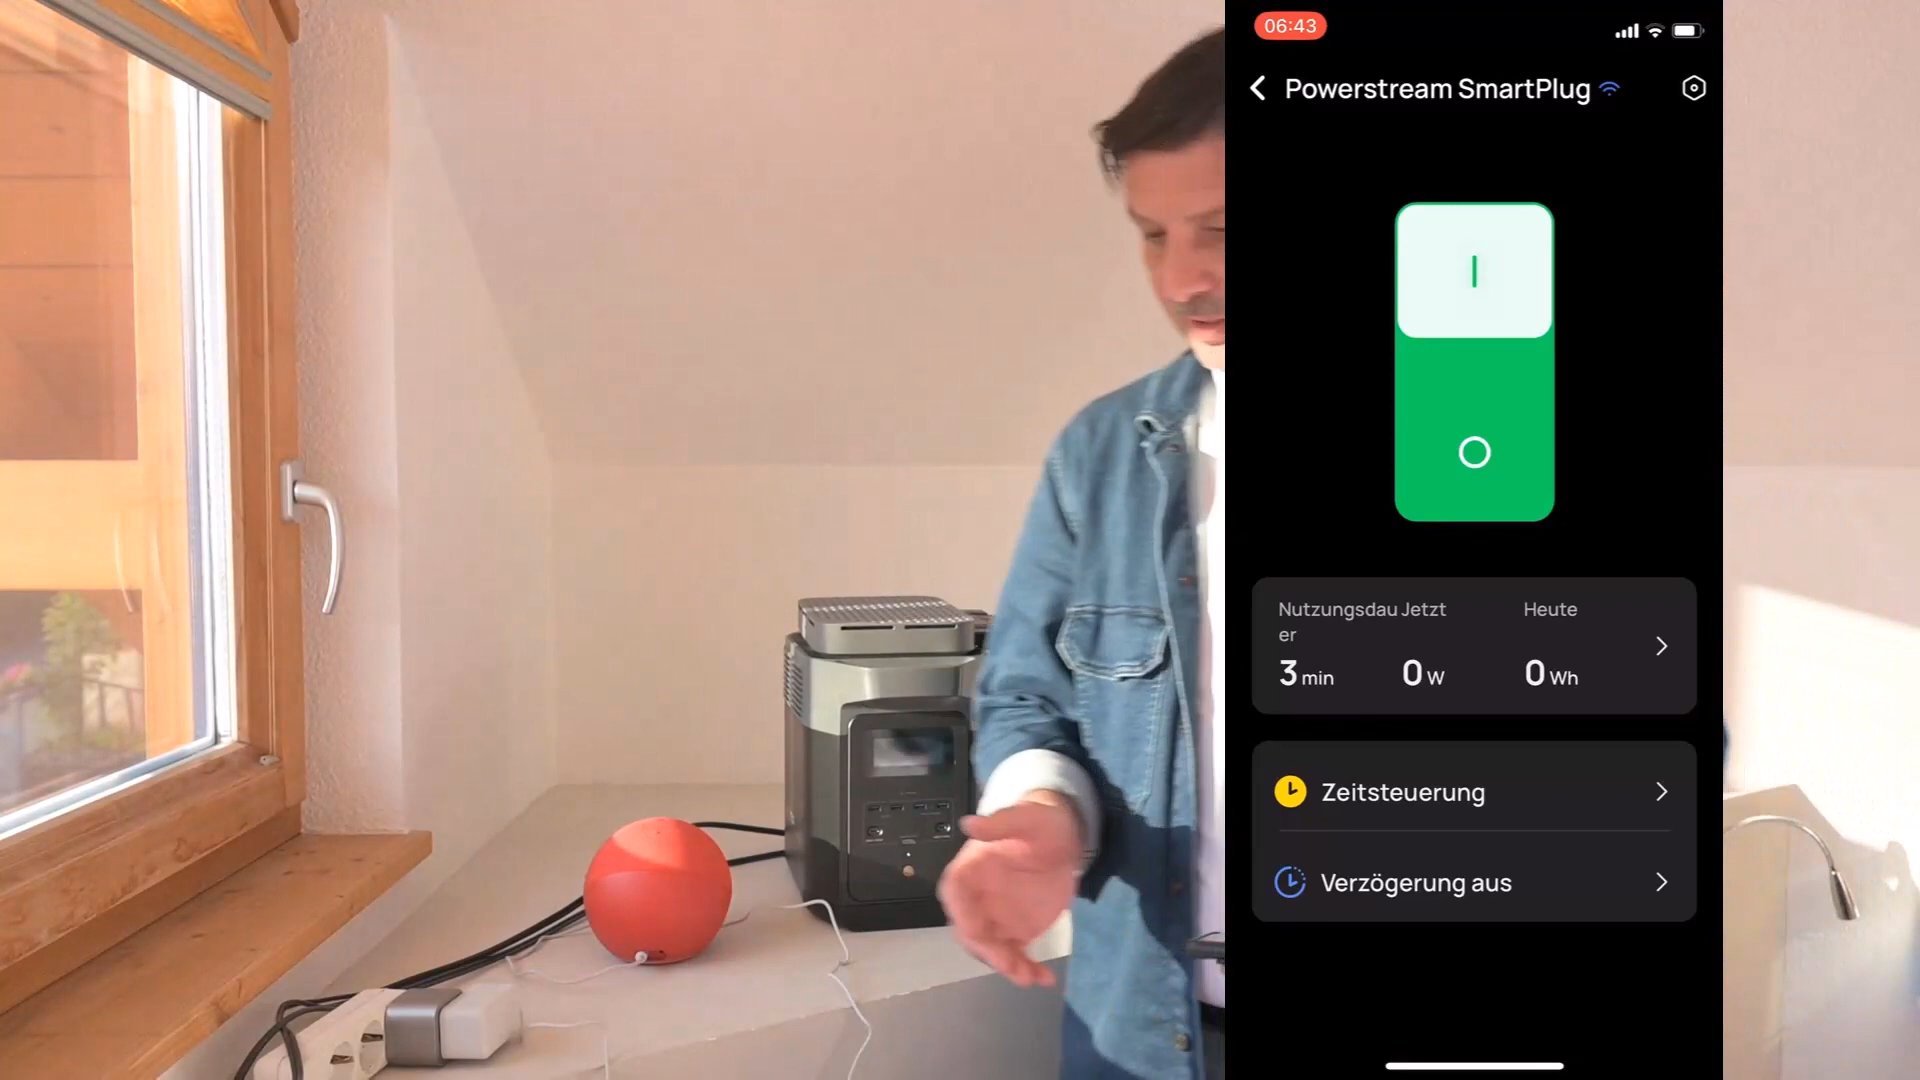 06:43
Powerstream SmartPlug
Nutzungsdau Jetzt Heute
er
3 min 0 W 0 Wh
Zeitsteuerung
Verzögerung aus